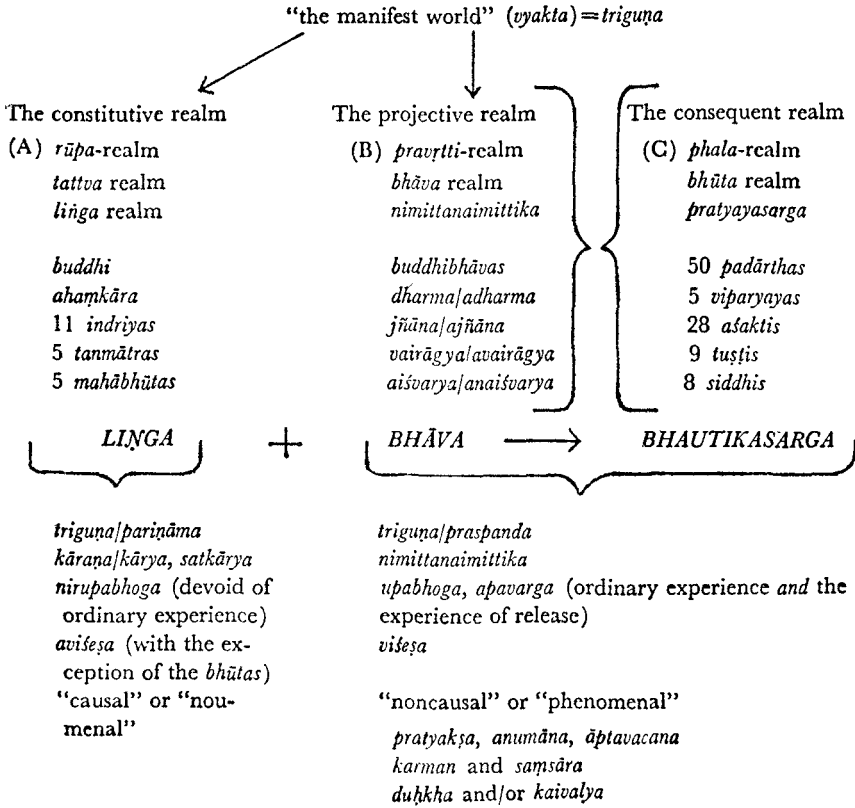 "the manifest world" (vyakta)=triguṇa
The constitutive realm
(A) rūpa-realm
tattva realm
liṅga realm
buddhi
ahaṃkāra
11 indriyas
5 tanmātras
5 mahābhūtas
LIṄGA
+
The projective realm
(B) pravṛtti-realm
bhāva realm
nimittanaimittika
buddhibhāvas
dharma/adharma
jñāna/ajñāna
vairāgya/avairāgya
aiśvarya/anaiśvarya
BHĀVA
The consequent realm
(C) phala-realm
bhūta realm
pratyayasarga
50 padārthas
5 viparyayas
28 aśaktis
9 tuṣṭis
8 siddhis
BHAUTIKASARGA
triguṇa/pariṇāma
kāraṇa/kārya, satkārya
nirupabhoga (devoid of
ordinary experience)
aviśeṣa (with the ex-
ception of the bhūtas)
"causal" or "nou-
menal"
triguṇa/praspanda
nimittanaimittika
upabhoga, apavarga (ordinary experience and the
experience of release)
viśeṣa
"noncausal" or "phenomenal"
pratyakṣa, anumāna, āptavacana
karman and saṃsāra
duḥkha and/or kaivalya